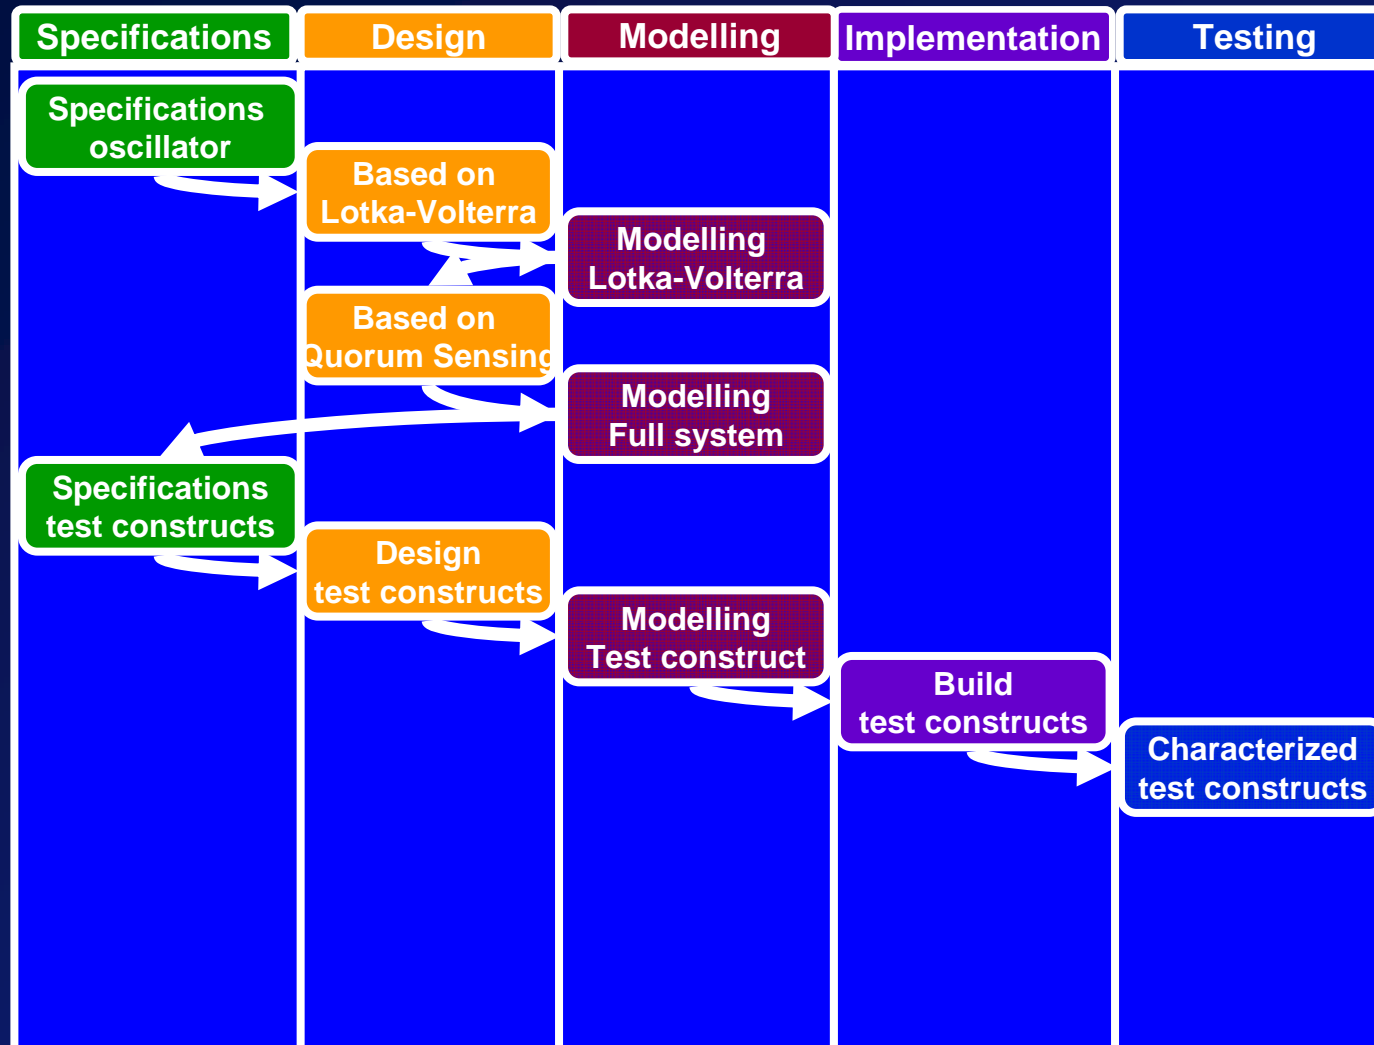 Specifications
Design
Modelling
Implementation
Testing
Specifications
oscillator
Based on
Lotka-Volterra
Modelling
Lotka-Volterra
Based on
Quorum Sensing
Modelling
Full system
Specifications
test constructs
Design
test constructs
Modelling
Test construct
Build
test constructs
Characterized
test constructs